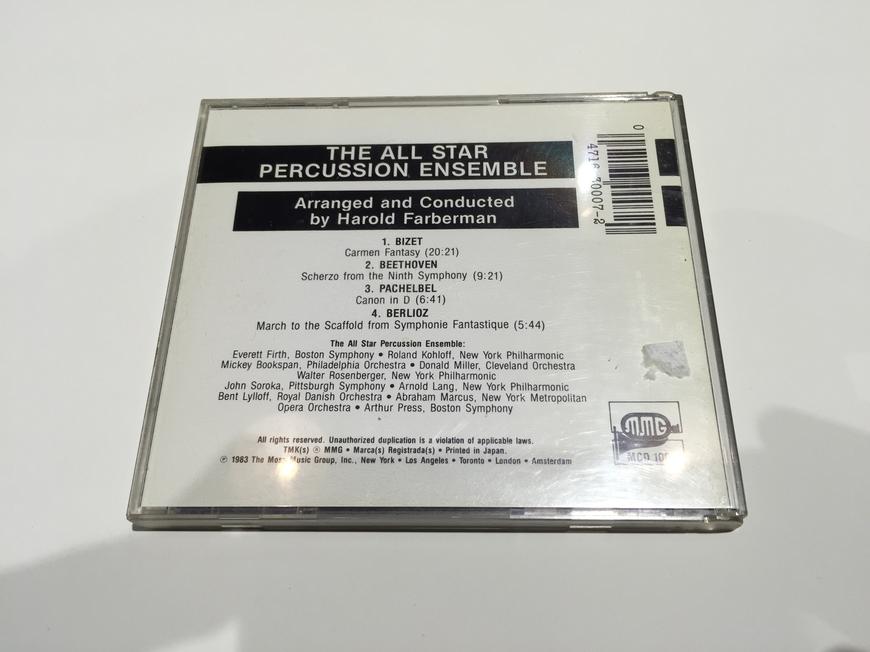 THE ALL STAR
PERCUSSION ENSEMBLE
Arranged and Conducted
by Harold Farberman
1. BIZET
Carmen Fantasy (20:21)
2. BEETHOVEN
Scherzo from the Ninth Symphony (9:21)
3. PACHELBEL
Canon in D (6:41)
4. BERLIOZ
March to the Scaffold from Symphonie Fantastique (5:44)
The All Star Percussion Ensemble:
Everett Firth, Boston Symphony • Roland Kohloff, New York Philharmonic
Mickey Bookspan, Philadelphia Orchestra • Donald Miller, Cleveland Orchestra
Walter Rosenberger, New York Philharmonic
John Soroka, Pittsburgh Symphony • Arnold Lang, New York Philharmonic
Bent Lylloff, Royal Danish Orchestra • Abraham Marcus, New York Metropolitan
Opera Orchestra • Arthur Press, Boston Symphony
All rights reserved. Unauthorized duplication is a violation of applicable laws.
TMK(s) ® MMG • Marca(s) Registrada(s) • Printed in Japan.
℗ 1983 The Music Group, Inc., New York • Los Angeles • Toronto • London • Amsterdam
0
70007-2
MMG
MCD